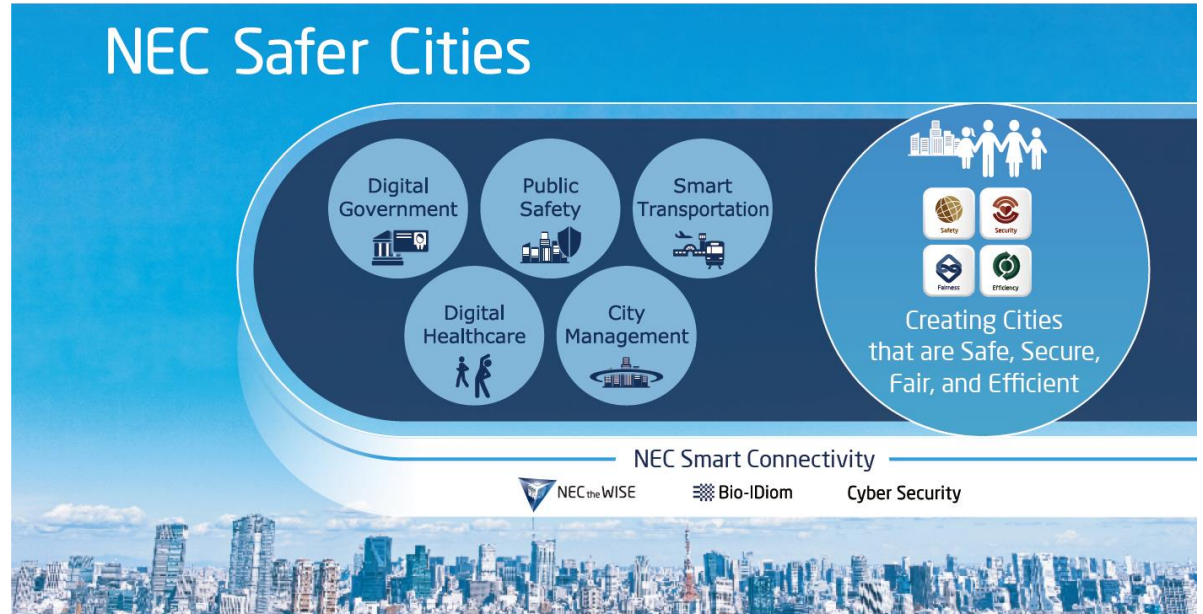 NEC Safer Cities
Digital
Government
Public
Safety
Smart
Transportation
Digital
Healthcare
City
Management
Safety
Security
Fairness
Efficiency
Creating Cities
that are Safe, Secure,
Fair, and Efficient
NEC Smart Connectivity
NEC the WISE
Bio-IDiom
Cyber Security